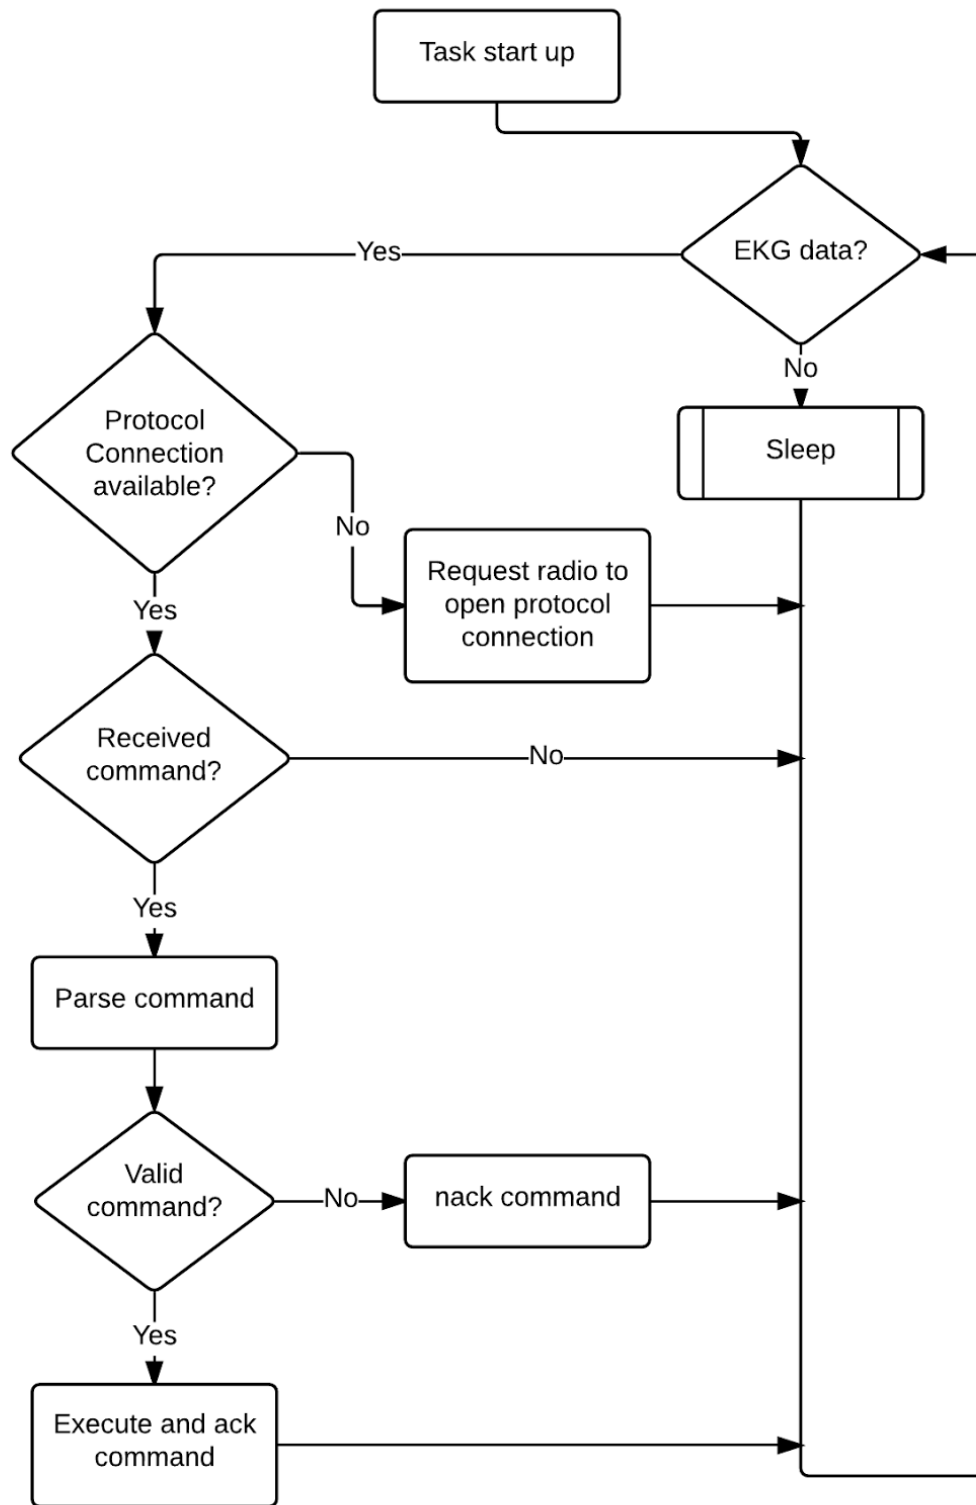 Task start up
EKG data?
Yes
No
Sleep
Protocol
Connection
available?
No
Request radio to
open protocol
connection
Yes
Received
command?
No
Yes
Parse command
Valid
command?
No
nack command
Yes
Execute and ack
command